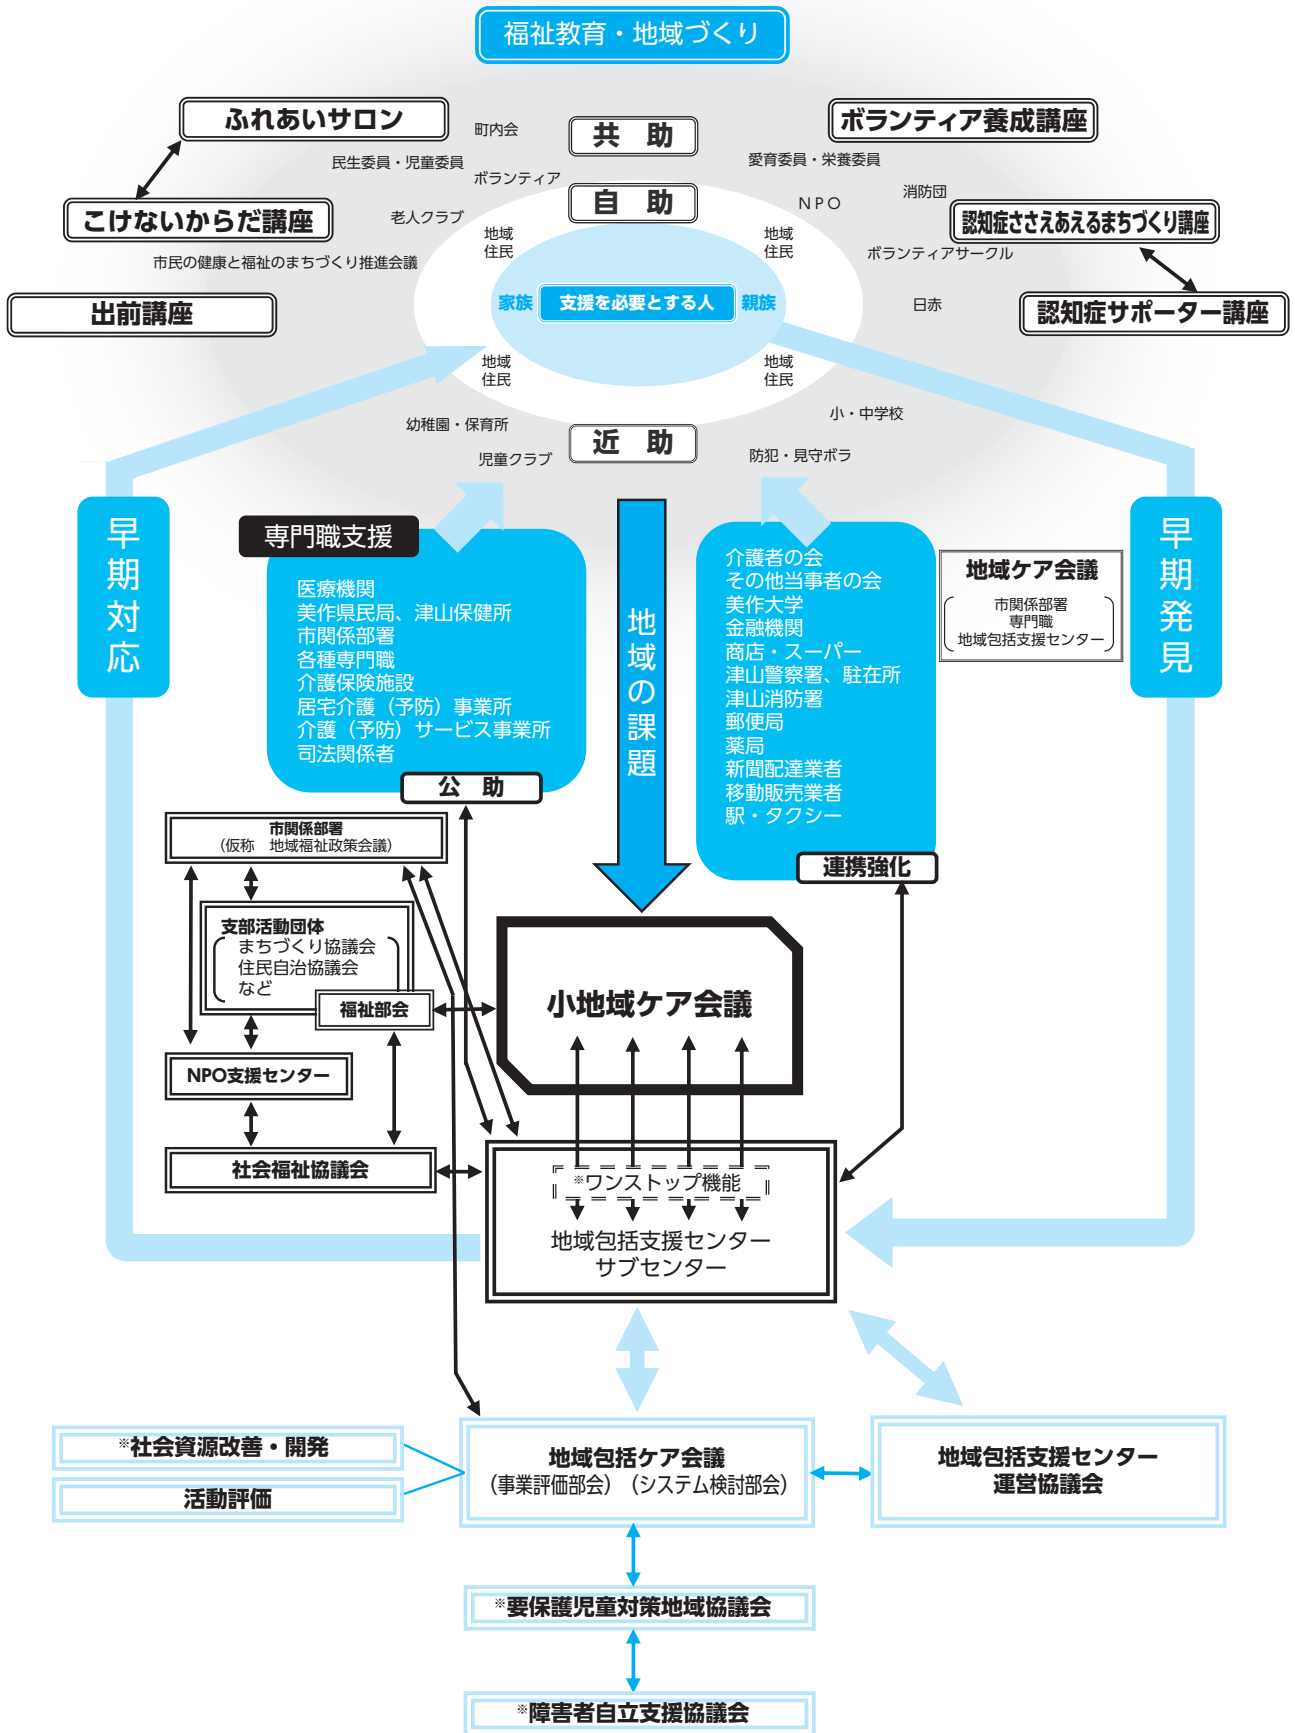 福祉教育・地域づくり
ふれあいサロン
町内会
共 助
ボランティア養成講座
民生委員・児童委員
愛育委員・栄養委員
ボランティア
自 助
消防団
こけないからだ講座
老人クラブ
NPO
認知症ささえあえるまちづくり講座
地域
住民
地域
住民
市民の健康と福祉のまちづくり推進会議
ボランティアサークル
出前講座
家族
支援を必要とする人
親族
日赤
認知症サポーター講座
地域
住民
地域
住民
幼稚園・保育所
小・中学校
児童クラブ
近 助
防犯・見守ボラ
早期対応
専門職支援
医療機関
美作県民局、津山保健所
市関係部署
各種専門職
介護保険施設
居宅介護（予防）事業所
介護（予防）サービス事業所
司法関係者
公 助
地域の課題
介護者の会
その他当事者の会
美作大学
金融機関
商店・スーパー
津山警察署、駐在所
津山消防署
郵便局
薬局
新聞配達業者
移動販売業者
駅・タクシー
連携強化
地域ケア会議
市関係部署
専門職
地域包括支援センター
早期発見
市関係部署
（仮称 地域福祉政策会議）
支部活動団体
まちづくり協議会
住民自治協議会
など
福祉部会
小地域ケア会議
NPO支援センター
社会福祉協議会
※ワンストップ機能
地域包括支援センター
サブセンター
※社会資源改善・開発
活動評価
地域包括ケア会議
（事業評価部会）（システム検討部会）
地域包括支援センター
運営協議会
※要保護児童対策地域協議会
※障害者自立支援協議会